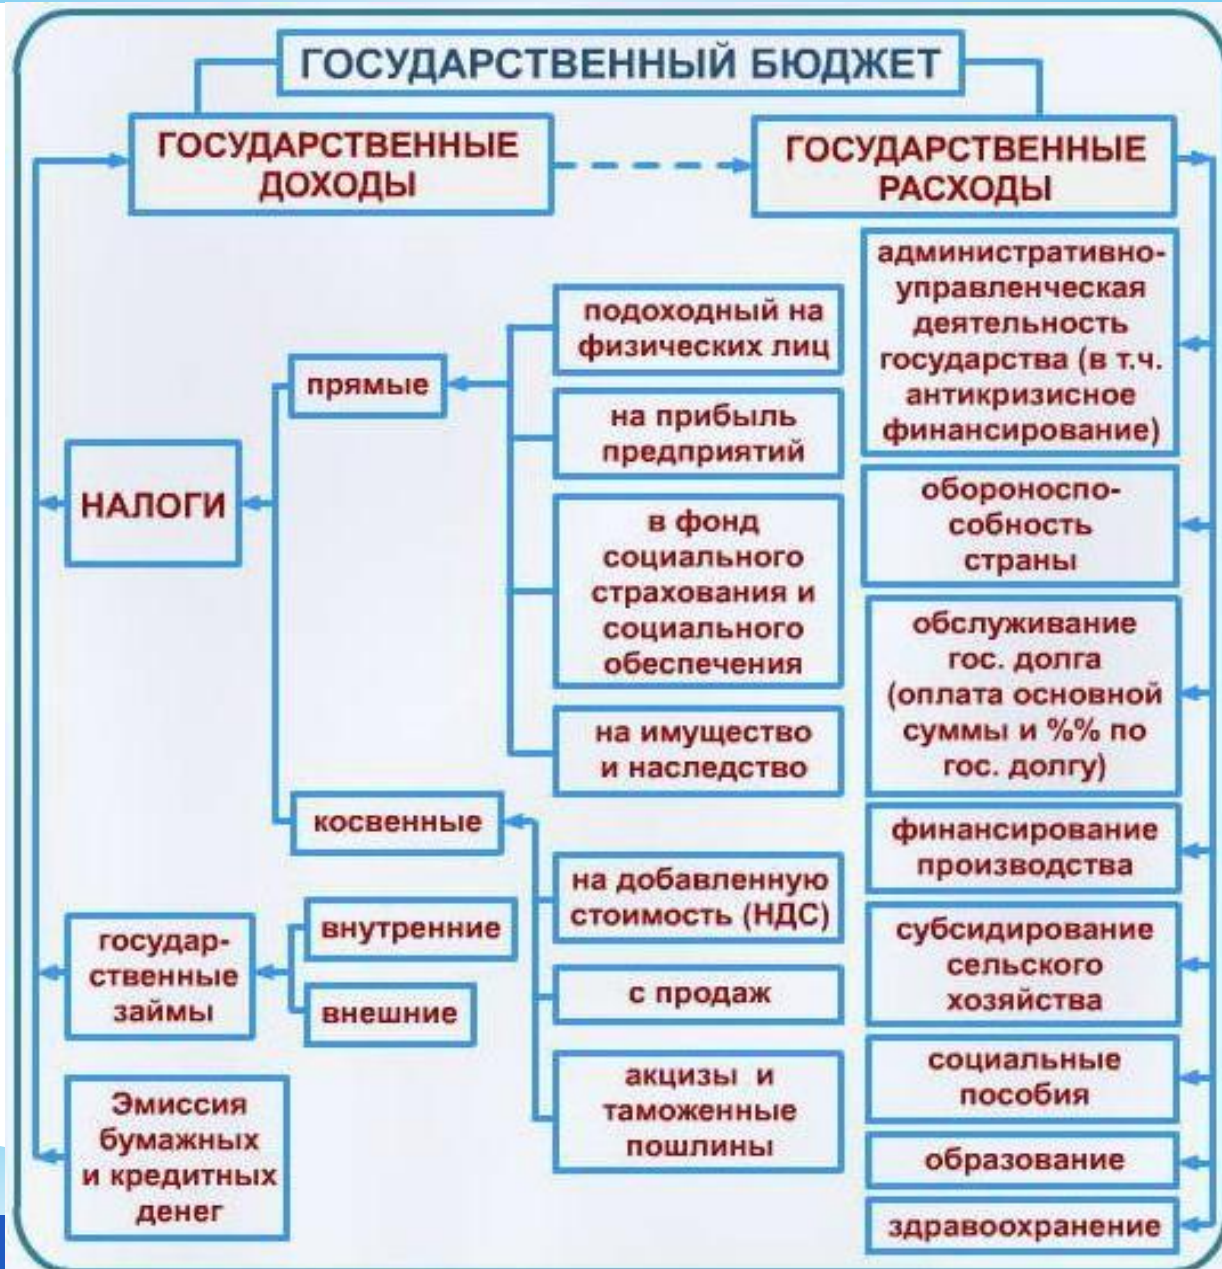 ГОСУДАРСТВЕННЫЙ БЮДЖЕТ
ГОСУДАРСТВЕННЫЕ
ДОХОДЫ
ГОСУДАРСТВЕННЫЕ
РАСХОДЫ
НАЛОГИ
прямые
подоходный на
физических лиц
на прибыль
предприятий
в фонд
социального
страхования и
социального
обеспечения
на имущество
и наследство
косвенные
на добавленную
стоимость (НДС)
с продаж
акцизы и
таможенные
пошлины
государ-
ственные
займы
внутренние
внешние
Эмиссия
бумажных
и кредитных
денег
административно-
управленческая
деятельность
государства (в т.ч.
антикризисное
финансирование)
обороноспо-
собность
страны
обслуживание
гос. долга
(оплата основной
суммы и %% по
гос. долгу)
финансирование
производства
субсидирование
сельского
хозяйства
социальные
пособия
образование
здравоохранение